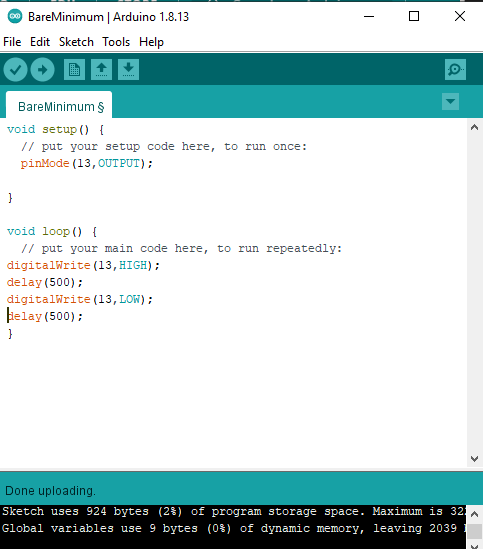 BareMinimum | Arduino 1.8.13
File Edit Sketch Tools Help
BareMinimum §
void setup() {
  // put your setup code here, to run once:
  pinMode(13,OUTPUT);
}
void loop() {
  // put your main code here, to run repeatedly:
digitalWrite(13,HIGH);
delay(500);
digitalWrite(13,LOW);
delay(500);
}
Done uploading.
Sketch uses 924 bytes (2%) of program storage space. Maximum is
Global variables use 9 bytes (0%) of dynamic memory, leaving 2039